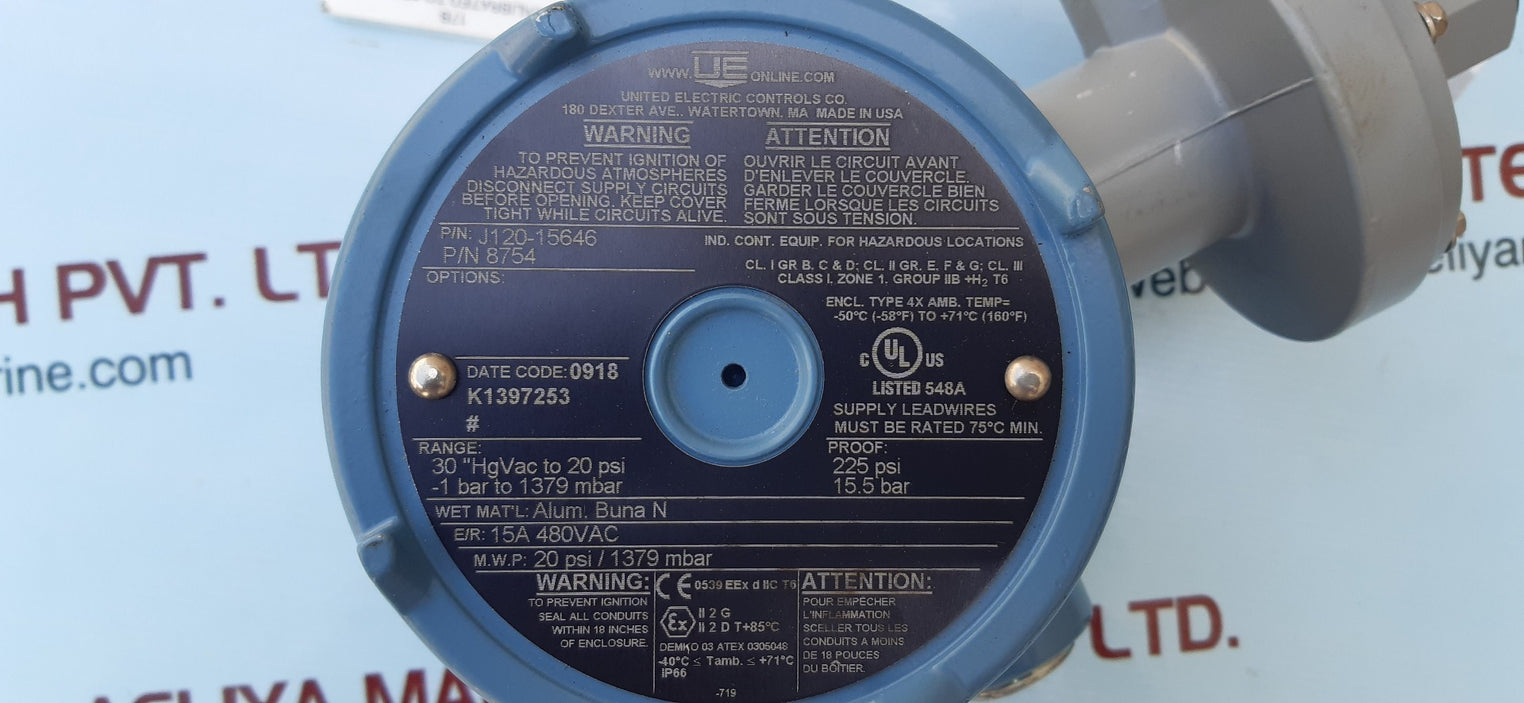 www.UEONLINE.COM
UNITED ELECTRIC CONTROLS CO.
180 DEXTER AVE., WATERTOWN, MA MADE IN USA
WARNING
TO PREVENT IGNITION OF
HAZARDOUS ATMOSPHERES
DISCONNECT SUPPLY CIRCUITS
BEFORE OPENING. KEEP COVER
TIGHT WHILE CIRCUITS ALIVE.
ATTENTION
OUVRIR LE CIRCUIT AVANT
D'ENLEVER LE COUVERCLE.
GARDER LE COUVERCLE BIEN
FERME LORSQUE LES CIRCUITS
SONT SOUS TENSION.
P/N: J120-15646
P/N 8754
OPTIONS:
IND. CONT. EQUIP. FOR HAZARDOUS LOCATIONS
CL. I GR B, C & D; CL. II GR. E, F & G; CL. III
CLASS I, ZONE 1, GROUP IIB +H₂ T6
ENCL. TYPE 4X AMB. TEMP=
-50°C (-58°F) TO +71°C (160°F)
C UL US
LISTED 548A
SUPPLY LEADWIRES
MUST BE RATED 75°C MIN.
DATE CODE: 0918
K1397253
#
RANGE:
30 "HgVac to 20 psi
-1 bar to 1379 mbar
PROOF:
225 psi
15.5 bar
WET MAT'L: Alum. Buna N
E/R: 15A 480VAC
M.W.P: 20 psi / 1379 mbar
WARNING:
TO PREVENT IGNITION
SEAL ALL CONDUITS
WITHIN 18 INCHES
OF ENCLOSURE.
CE 0539 EEx d IIC T6
Ex II 2 G
II 2 D T+85°C
DEMKO 03 ATEX 0305048
-40°C ≤ Tamb. ≤ +71°C
IP66
-719
ATTENTION:
POUR EMPÉCHER
L'INFLAMMATION
SCELLER TOUS LES
CONDUITS A MOINS
DE 18 POUCES
DU BOÎTIER.
H PVT. LT
rine.com
TE
web
eliyar
LTD.
AELIYA MA